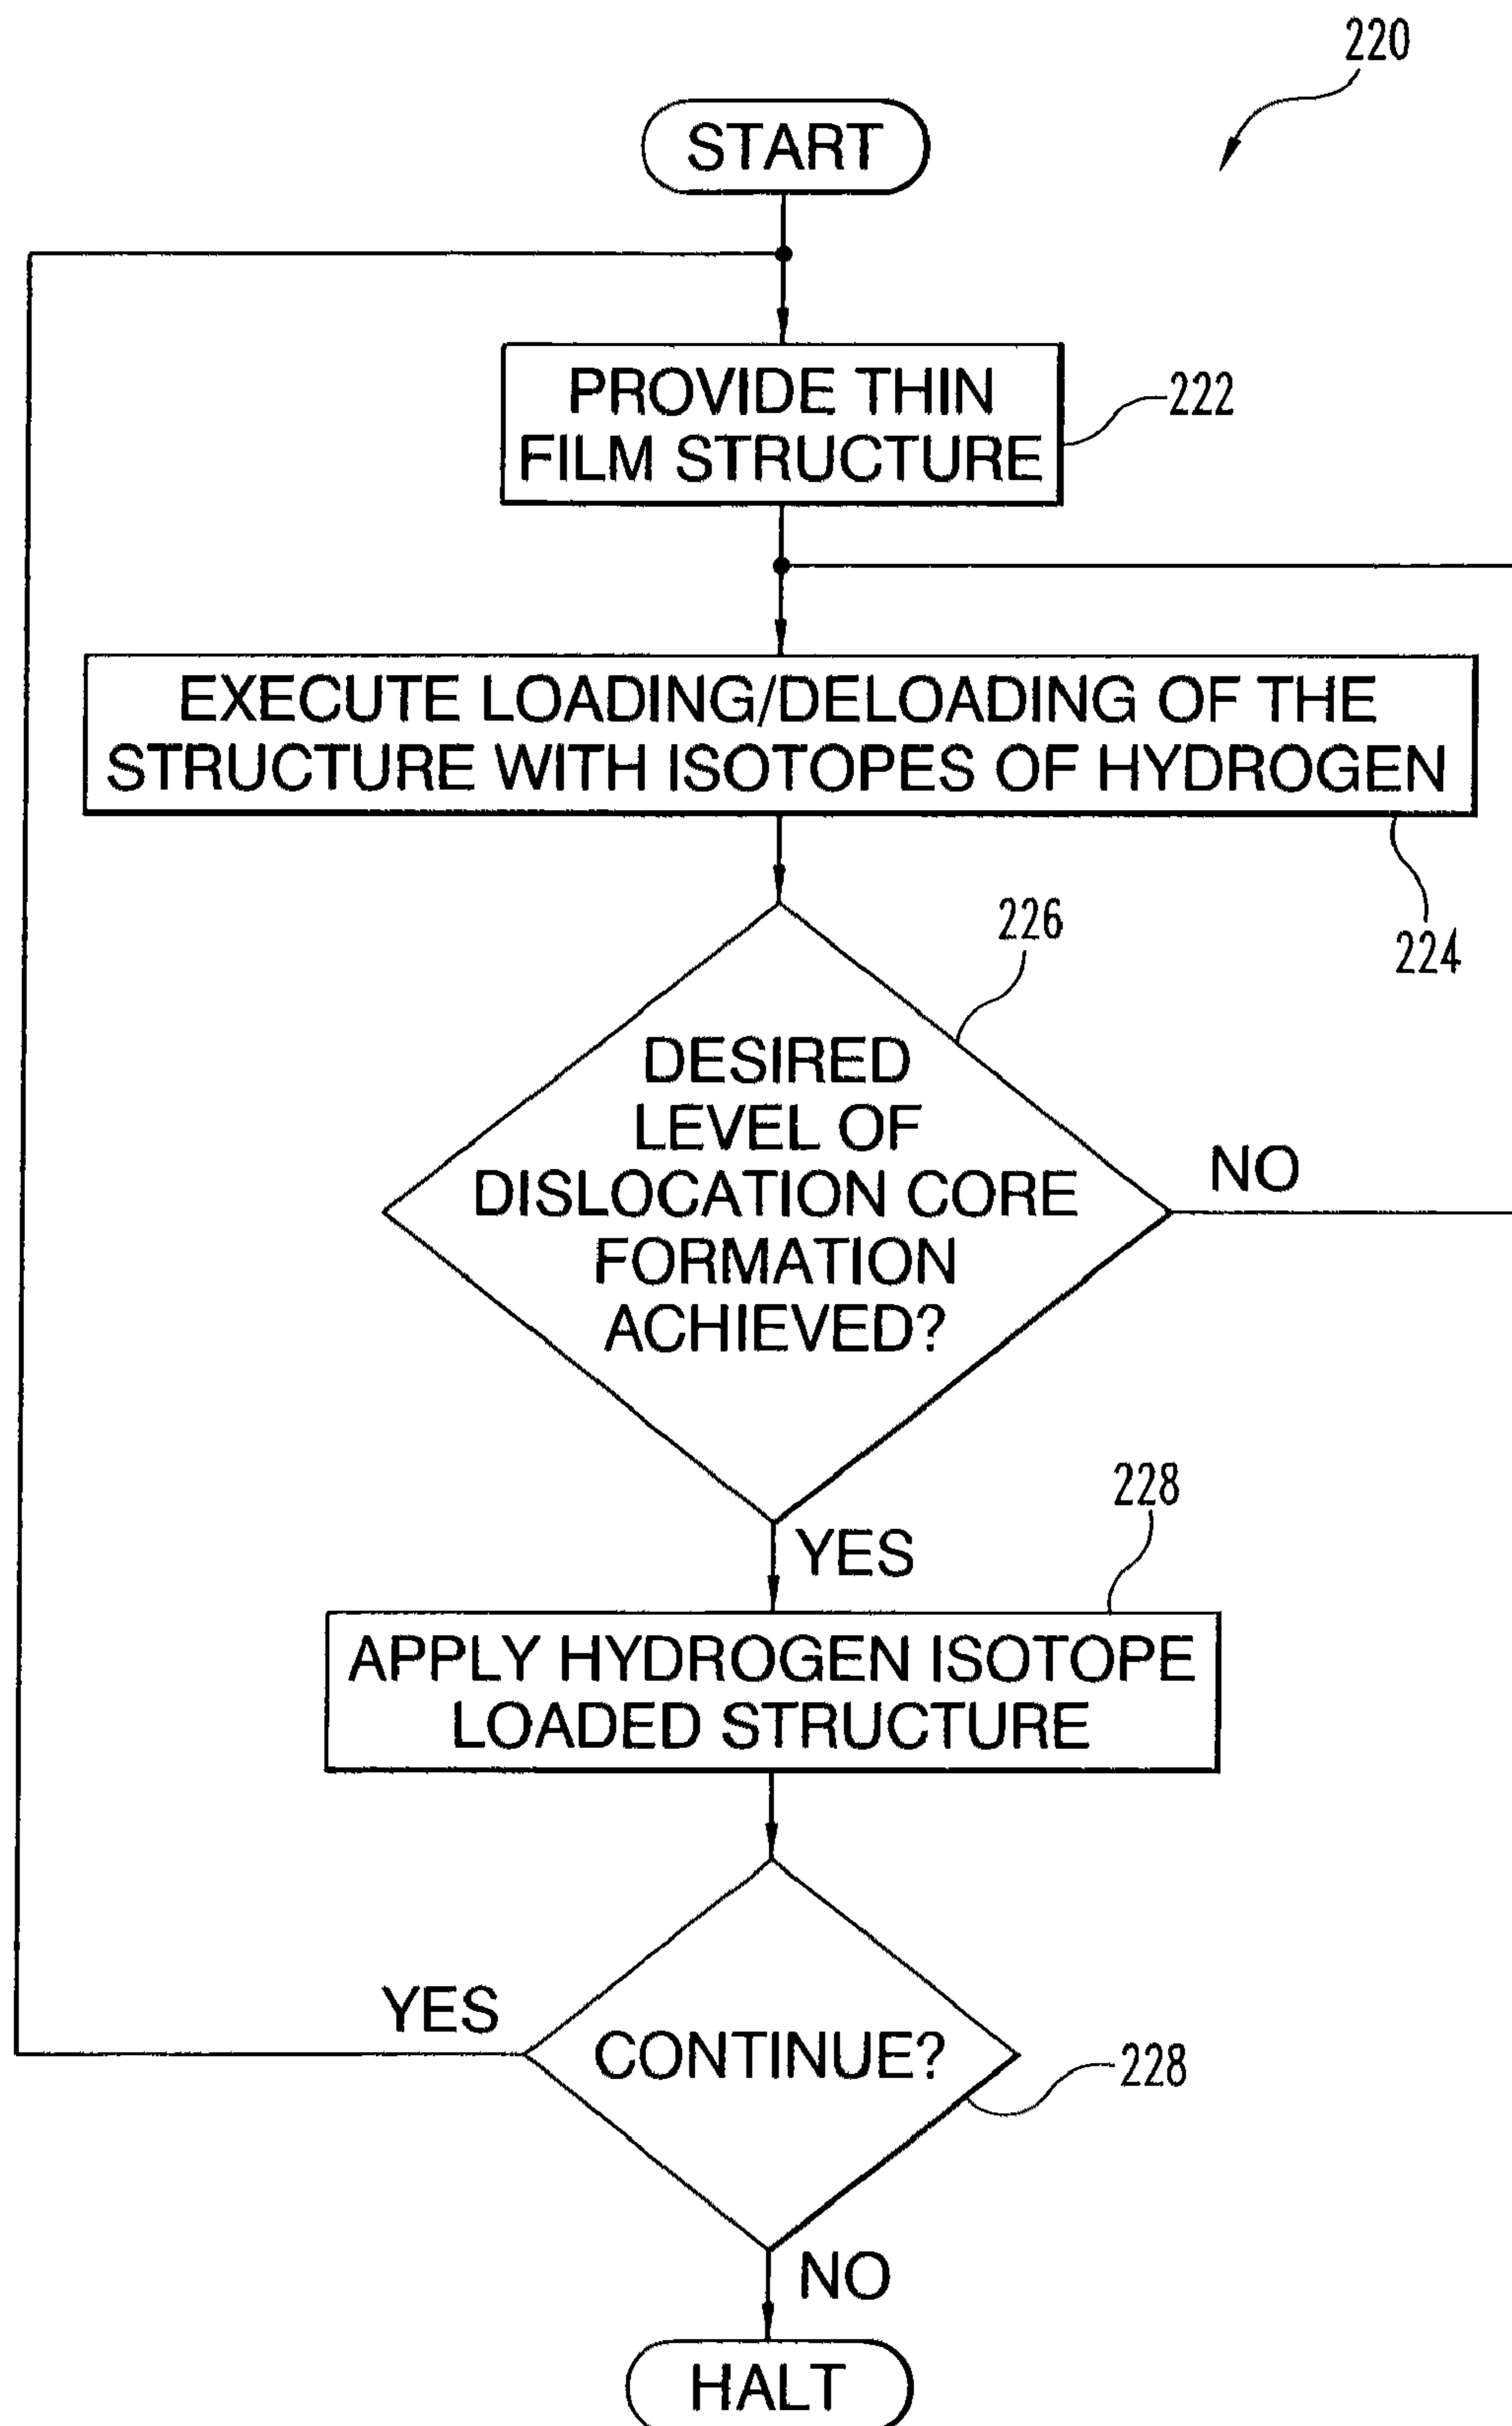 220
START
PROVIDE THIN
FILM STRUCTURE
222
EXECUTE LOADING/DELOADING OF THE
STRUCTURE WITH ISOTOPES OF HYDROGEN
224
226
DESIRED
LEVEL OF
DISLOCATION CORE
FORMATION
ACHIEVED?
NO
YES
228
APPLY HYDROGEN ISOTOPE
LOADED STRUCTURE
YES
CONTINUE?
228
NO
HALT